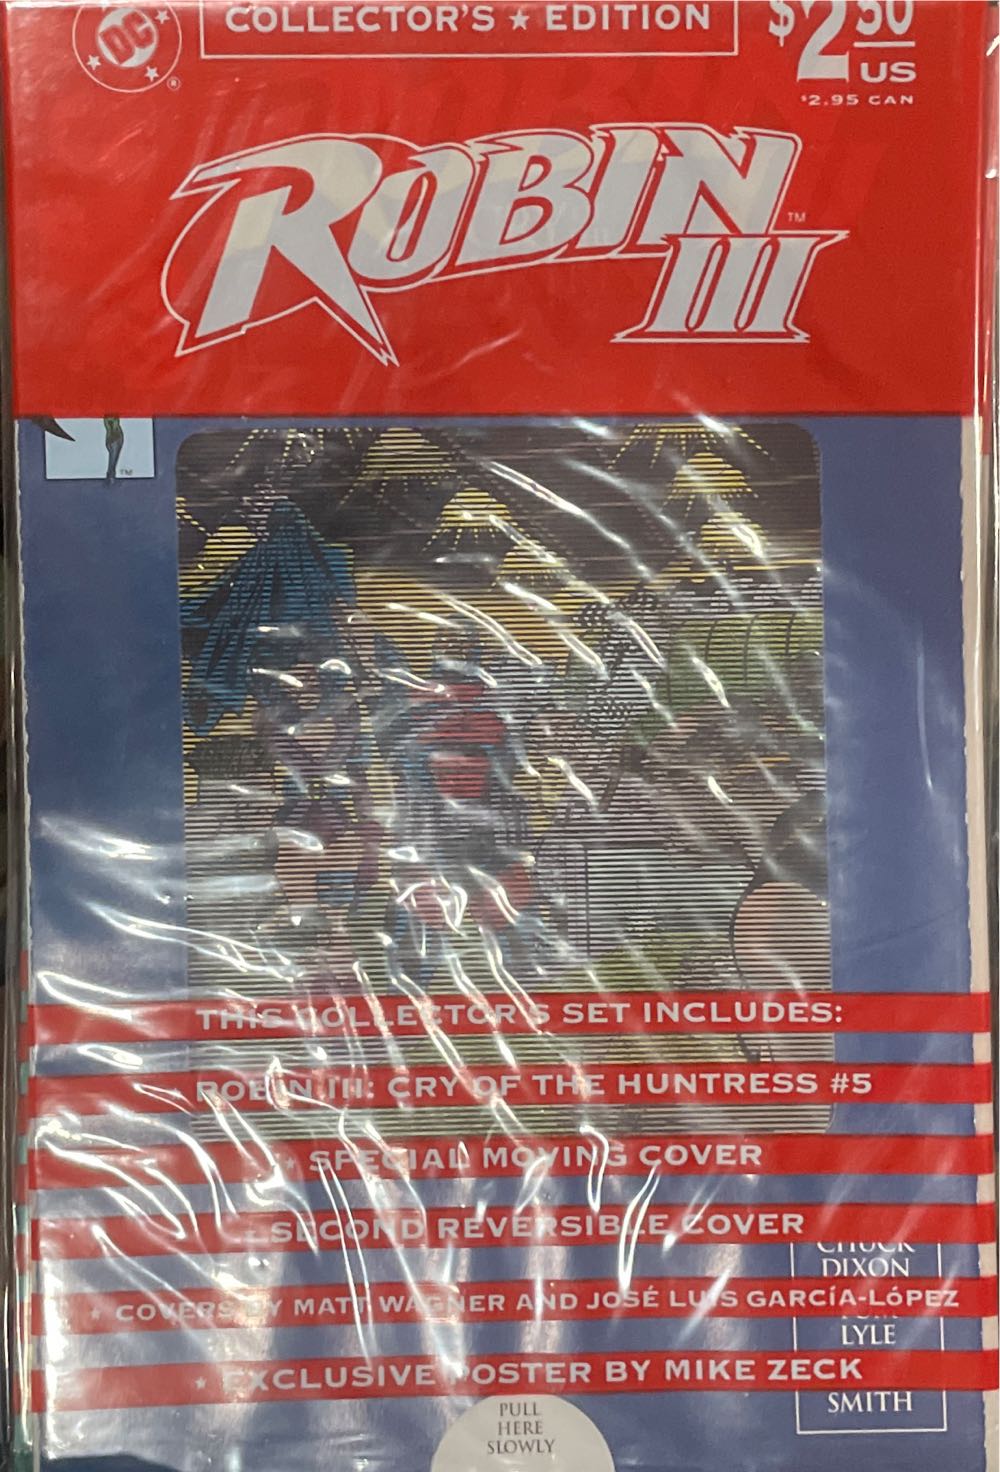 DC
®
COLLECTOR'S ★ EDITION
$2.50
US
$2.95 CAN
ROBIN
™
III
™
THIS COLLECTOR'S SET INCLUDES:
★ ROBIN III: CRY OF THE HUNTRESS #5
★ SPECIAL MOVING COVER
SECOND REVERSIBLE COVER
CHUCK
DIXON
★ COVERS BY MATT WAGNER AND JOSÉ LUIS GARCÍA-LÓPEZ
LYLE
★ EXCLUSIVE POSTER BY MIKE ZECK
SMITH
PULL
HERE
SLOWLY